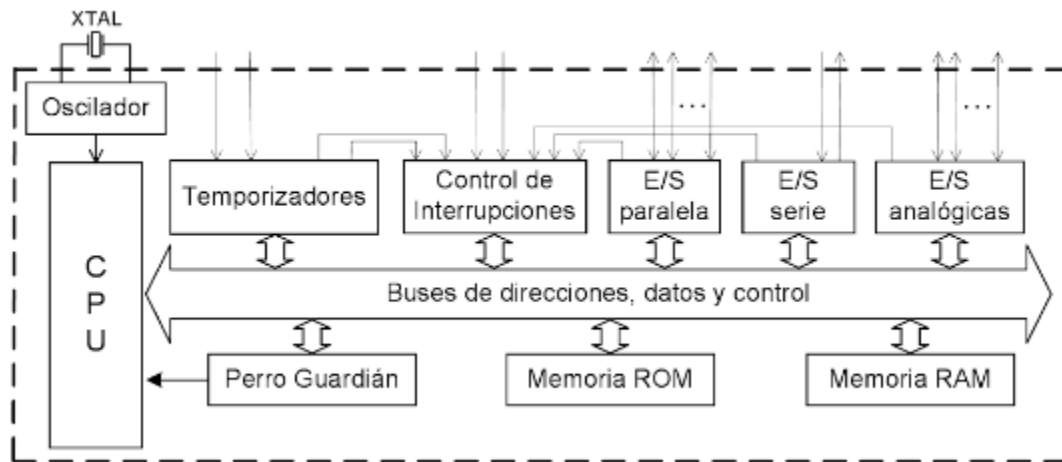 XTAL
Oscilador
Temporizadores
Control de
Interrupciones
E/S
paralela
E/S
serie
E/S
analógicas
...
...
C
P
U
Buses de direcciones, datos y control
Perro Guardián
Memoria ROM
Memoria RAM